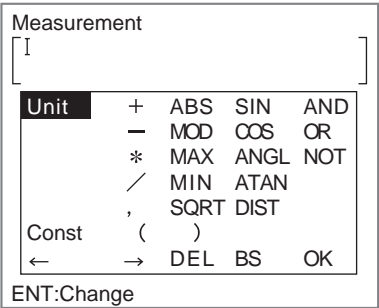 Measurement
Unit + ABS SIN AND
− MOD COS OR
* MAX ANGL NOT
/ MIN ATAN
, SQRT DIST
Const ( )
← → DEL BS OK
ENT:Change